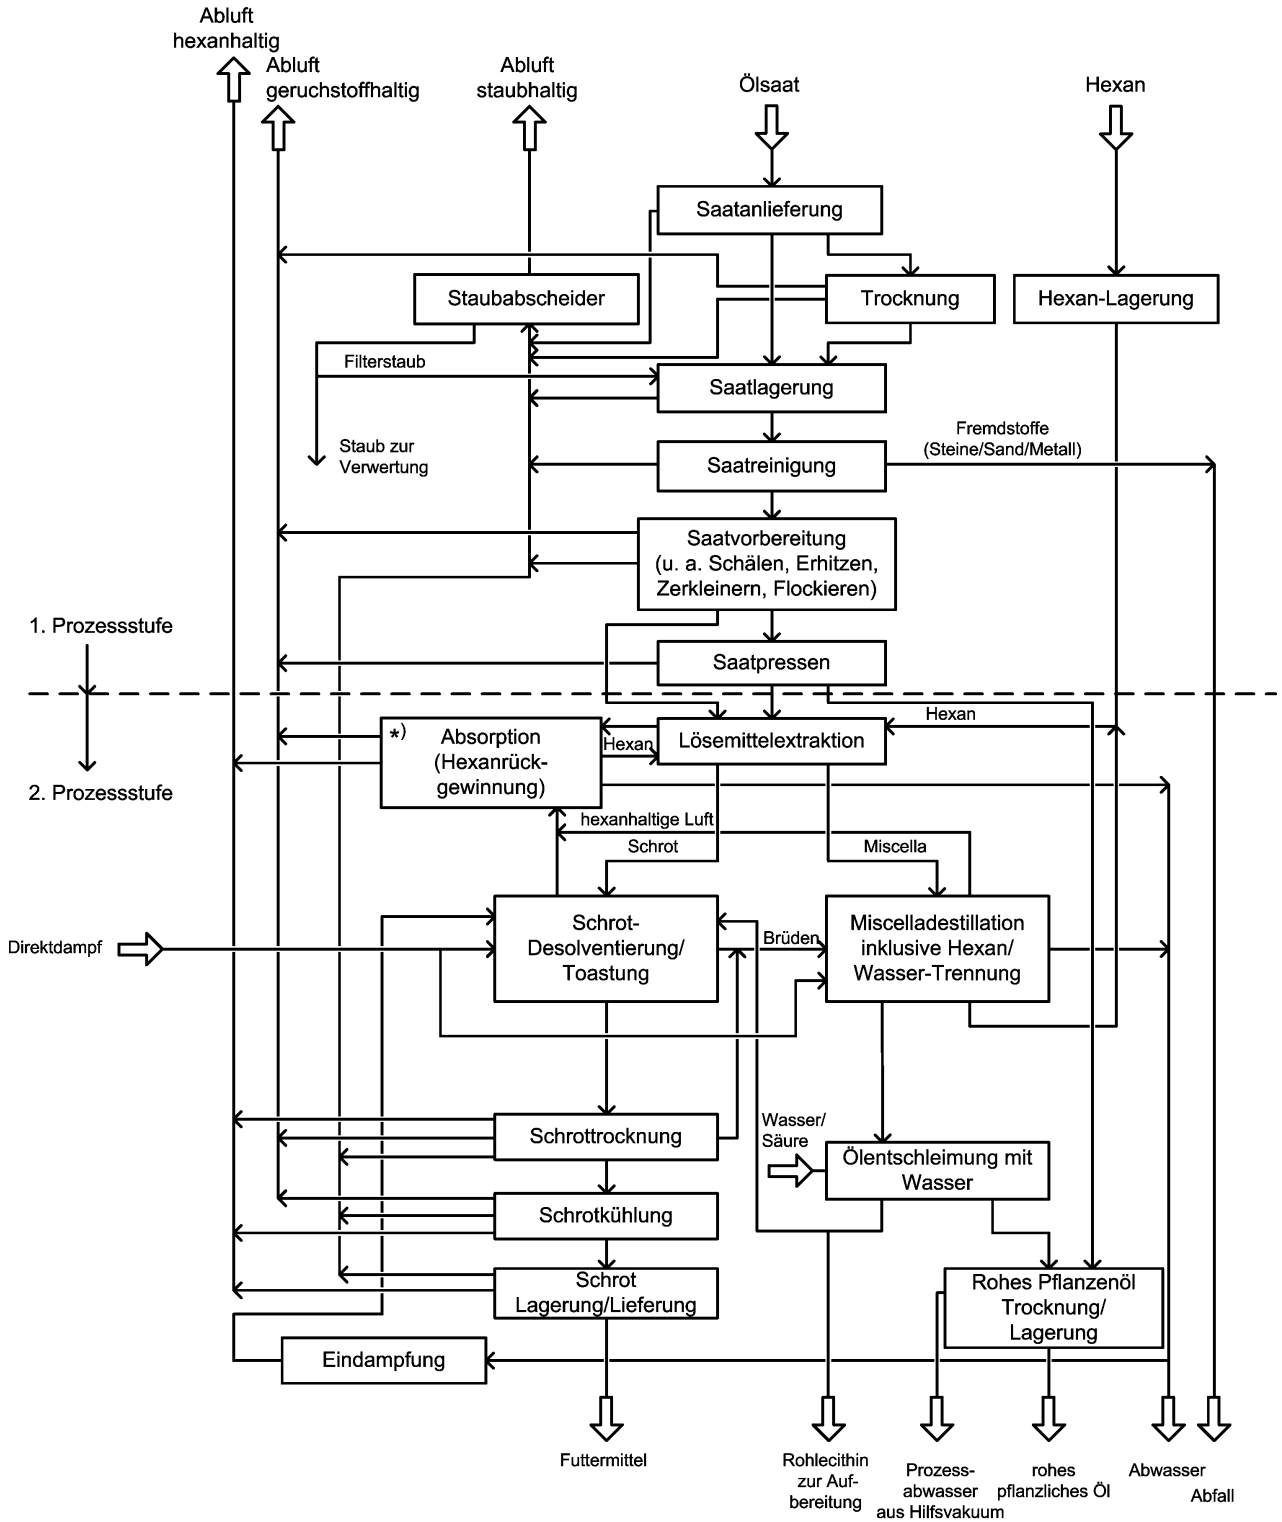 Abluft
hexanhaltig
Abluft
geruchstoffhaltig
Abluft
staubhaltig
Ölsaat
Hexan
Saatanlieferung
Staubabscheider
Trocknung
Hexan-Lagerung
Filterstaub
Saatlagerung
Staub zur
Verwertung
Saatreinigung
Fremdstoffe
(Steine/Sand/Metall)
Saatvorbereitung
(u. a. Schälen, Erhitzen,
Zerkleinern, Flockieren)
1. Prozessstufe
Saatpressen
2. Prozessstufe
*)
Absorption
(Hexanrück-
gewinnung)
Hexan
Lösemittelextraktion
Hexan
hexanhaltige Luft
Schrot
Miscella
Direktdampf
Schrot-
Desolventierung/
Toastung
Brüden
Miscelladestillation
inklusive Hexan/
Wasser-Trennung
Schrottrocknung
Wasser/
Säure
Ölentschleimung mit
Wasser
Schrotkühlung
Schrot
Lagerung/Lieferung
Rohes Pflanzenöl
Trocknung/
Lagerung
Eindampfung
Futtermittel
Rohlecithin
zur Auf-
bereitung
Prozess-
abwasser
aus Hilfsvakuum
rohes
pflanzliches Öl
Abwasser
Abfall